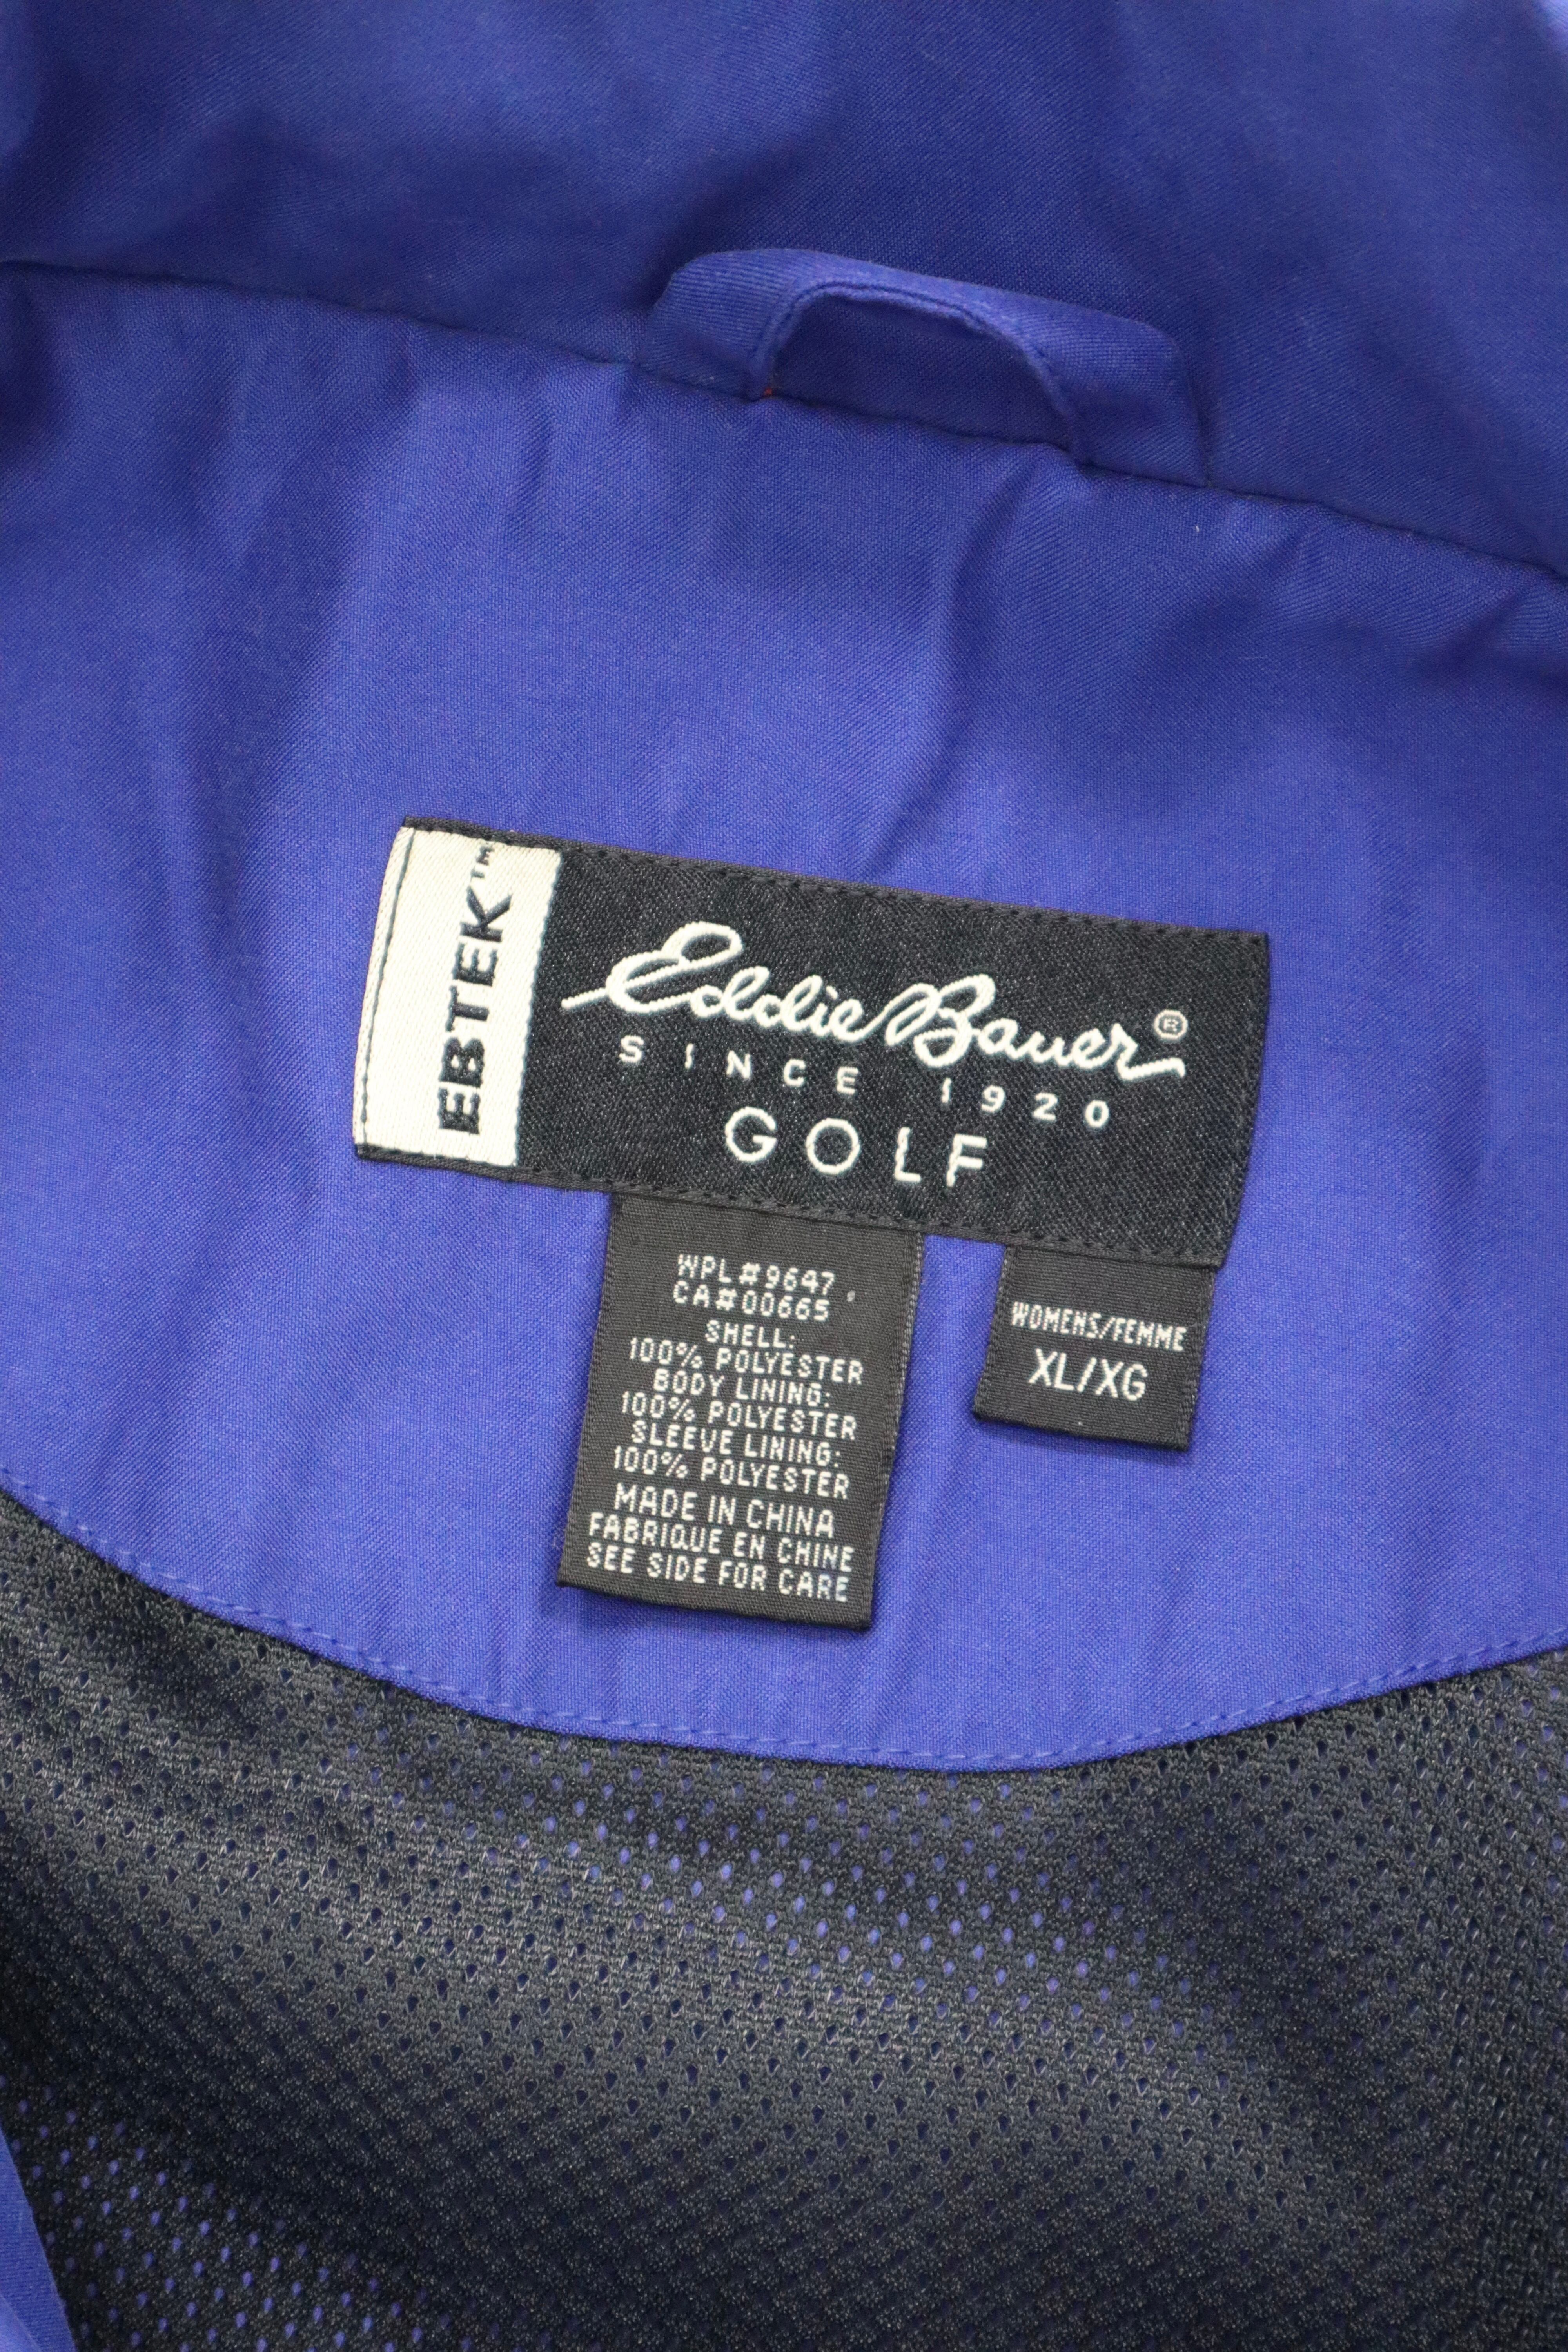 EBTEK™
Eddie Bauer®
SINCE 1920
GOLF
WPL#9647
CA#00665
SHELL:
100% POLYESTER
BODY LINING:
100% POLYESTER
SLEEVE LINING:
100% POLYESTER
MADE IN CHINA
FABRIQUE EN CHINE
SEE SIDE FOR CARE
WOMENS/FEMME
XL/XG